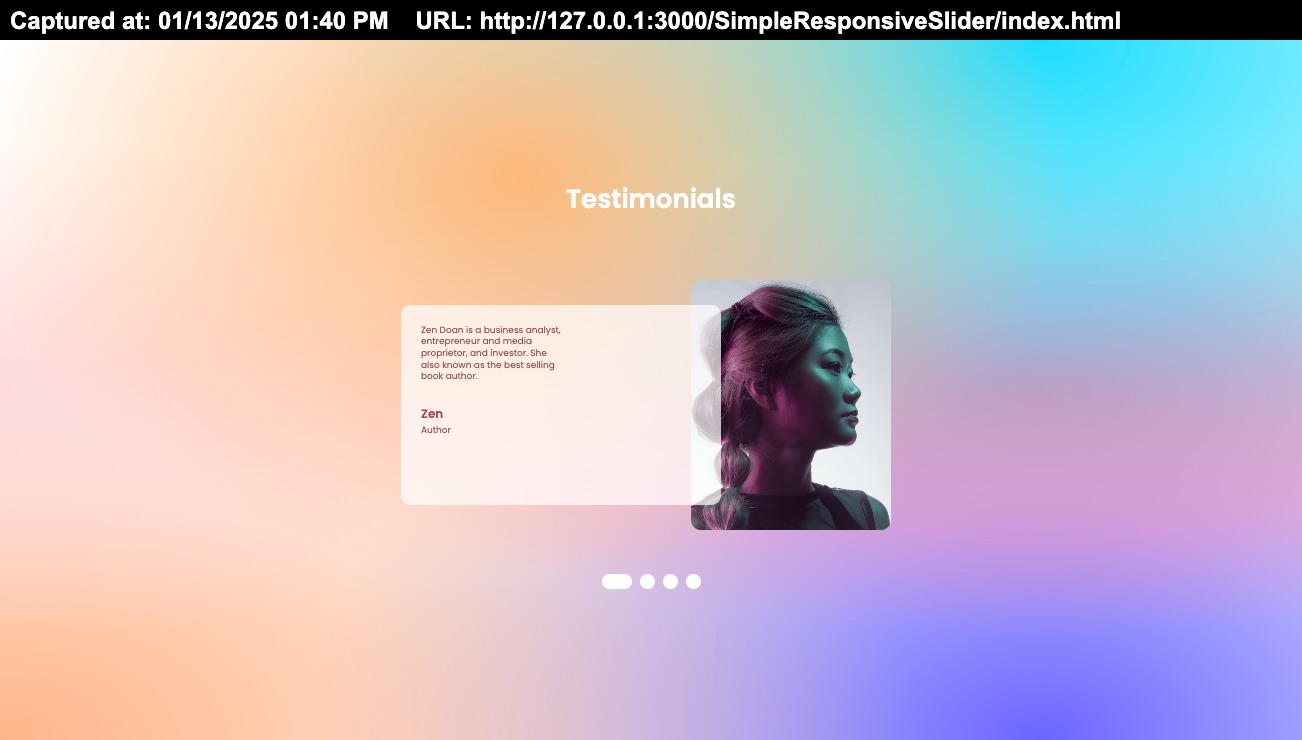 Captured at: 01/13/2025 01:40 PM URL: http://127.0.0.1:3000/SimpleResponsiveSlider/index.html
Testimonials
Zen Doan is a business analyst,
entrepreneur and media
proprietor, and investor. She
also known as the best selling
book author.
Zen
Author